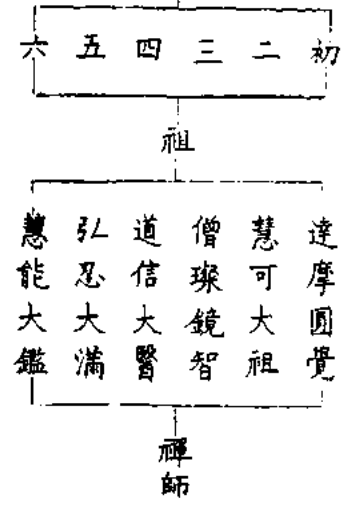 初
二
三
四
五
六
祖
達摩圓覺
慧可大祖
僧璨鏡智
道信大醫
弘忍大滿
慧能大鑑
禪師